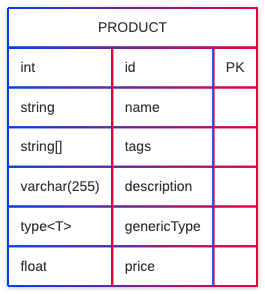 PRODUCT
int id PK
string name
string[] tags
varchar(255) description
type<T> genericType
float price